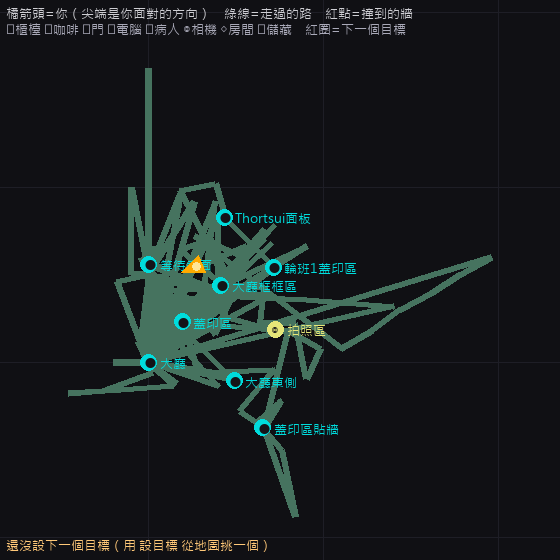 橘箭頭=你（尖端是你面對的方向）　綠線=走過的路　紅點=撞到的牆
▯櫃檯 ▯咖啡 ▯門 ▯電腦 ▯病人 ⊙相機 ◇房間 ▯儲藏　紅圈=下一個目標
Thortsui面板
輪班1蓋印區
大廳框框區
蓋印區
拍照區
大廳
大廳東側
蓋印區貼牆
還沒設下一個目標（用 設目標 從地圖挑一個）